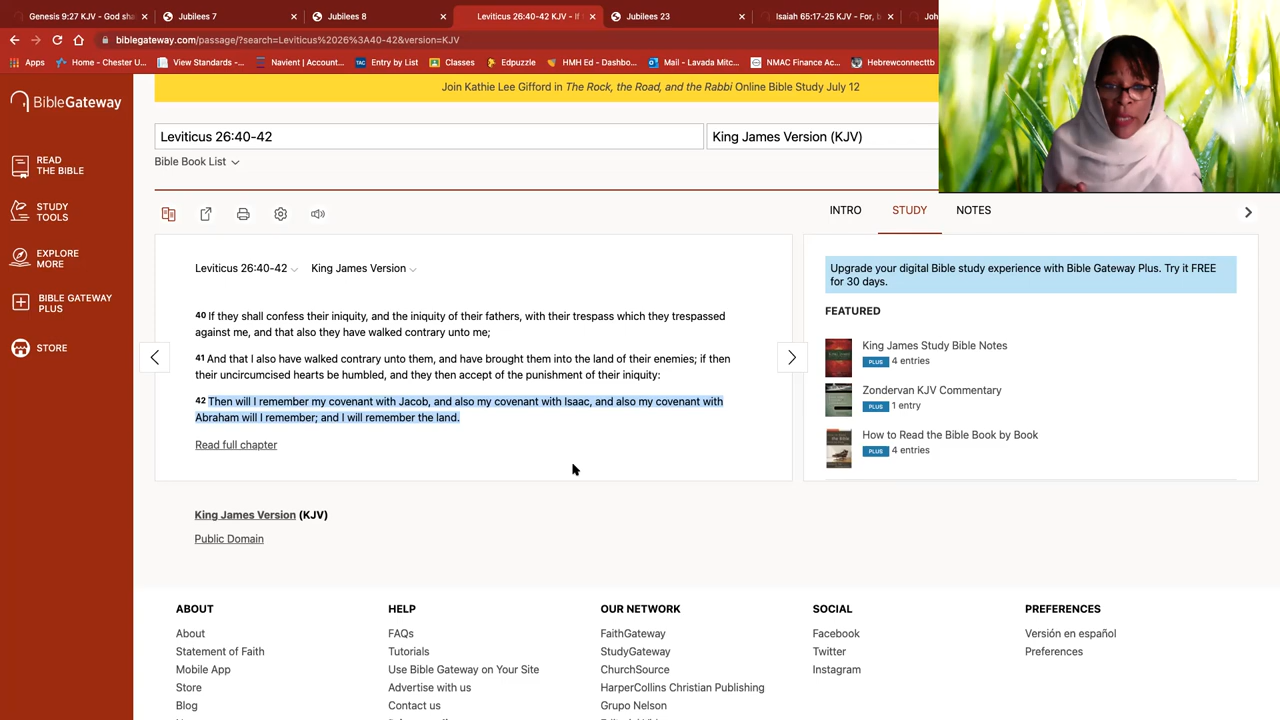 Genesis 9:27 KJV - God sha
Jubilees 7
Jubilees 8
Leviticus 26:40-42 KJV - If
Jubilees 23
Isaiah 65:17-25 KJV - For, b
Joh
biblegateway.com/passage/?search=Leviticus%2026%3A40-42&version=KJV
Apps
Home - Chester U...
View Standards -...
Navient | Account...
Entry by List
Classes
Edpuzzle
HMH Ed - Dashbo...
Mail - Lavada Mitc...
NMAC Finance Ac...
Hebrewconnecttb
BibleGateway
READ
THE BIBLE
STUDY
TOOLS
EXPLORE
MORE
BIBLE GATEWAY
PLUS
STORE
Join Kathie Lee Gifford in The Rock, the Road, and the Rabbi Online Bible Study July 12
Leviticus 26:40-42
King James Version (KJV)
Bible Book List
INTRO
STUDY
NOTES
Leviticus 26:40-42
King James Version
40 If they shall confess their iniquity, and the iniquity of their fathers, with their trespass which they trespassed
against me, and that also they have walked contrary unto me;
41 And that I also have walked contrary unto them, and have brought them into the land of their enemies; if then
their uncircumcised hearts be humbled, and they then accept of the punishment of their iniquity:
42 Then will I remember my covenant with Jacob, and also my covenant with Isaac, and also my covenant with
Abraham will I remember; and I will remember the land.
Read full chapter
King James Version (KJV)
Public Domain
Upgrade your digital Bible study experience with Bible Gateway Plus. Try it FREE
for 30 days.
FEATURED
King James Study Bible Notes
PLUS 4 entries
Zondervan KJV Commentary
PLUS 1 entry
How to Read the Bible Book by Book
PLUS 4 entries
ABOUT
About
Statement of Faith
Mobile App
Store
Blog
HELP
FAQs
Tutorials
Use Bible Gateway on Your Site
Advertise with us
Contact us
OUR NETWORK
FaithGateway
StudyGateway
ChurchSource
HarperCollins Christian Publishing
Grupo Nelson
SOCIAL
Facebook
Twitter
Instagram
PREFERENCES
Versión en español
Preferences